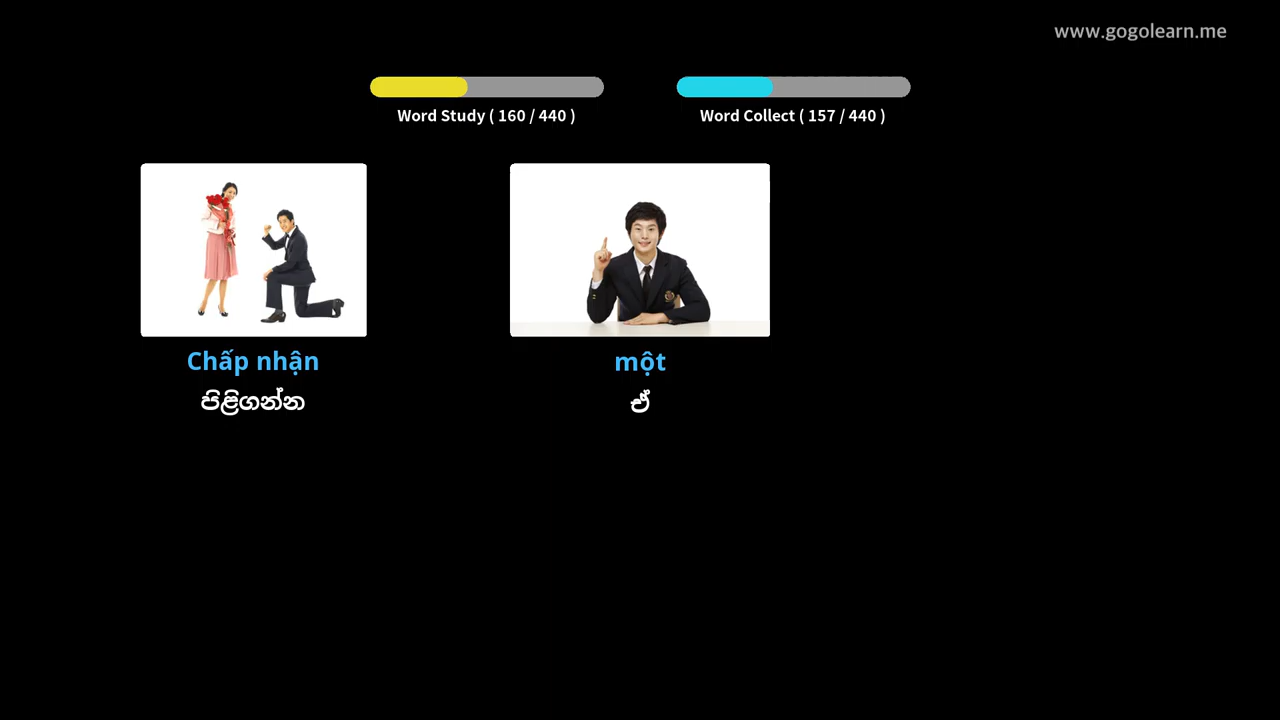 www.gogolearn.me
Word Study ( 160 / 440 )
Word Collect ( 157 / 440 )
Chấp nhận
පිළිගන්න
một
ඒ